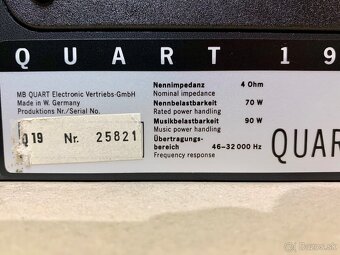 QUART 19
MB QUART Electronic Vertriebs-GmbH
Made in W. Germany
Produktions Nr./Serial No.
Q19 Nr. 25821
Nennimpedanz 4 Ohm
Nominal impedance
Nennbelastbarkeit 70 W
Rated power handling
Musikbelastbarkeit 90 W
Music power handling
Übertragungs-
bereich 46-32 000 Hz
Frequency response
QUAR
bazos.sk